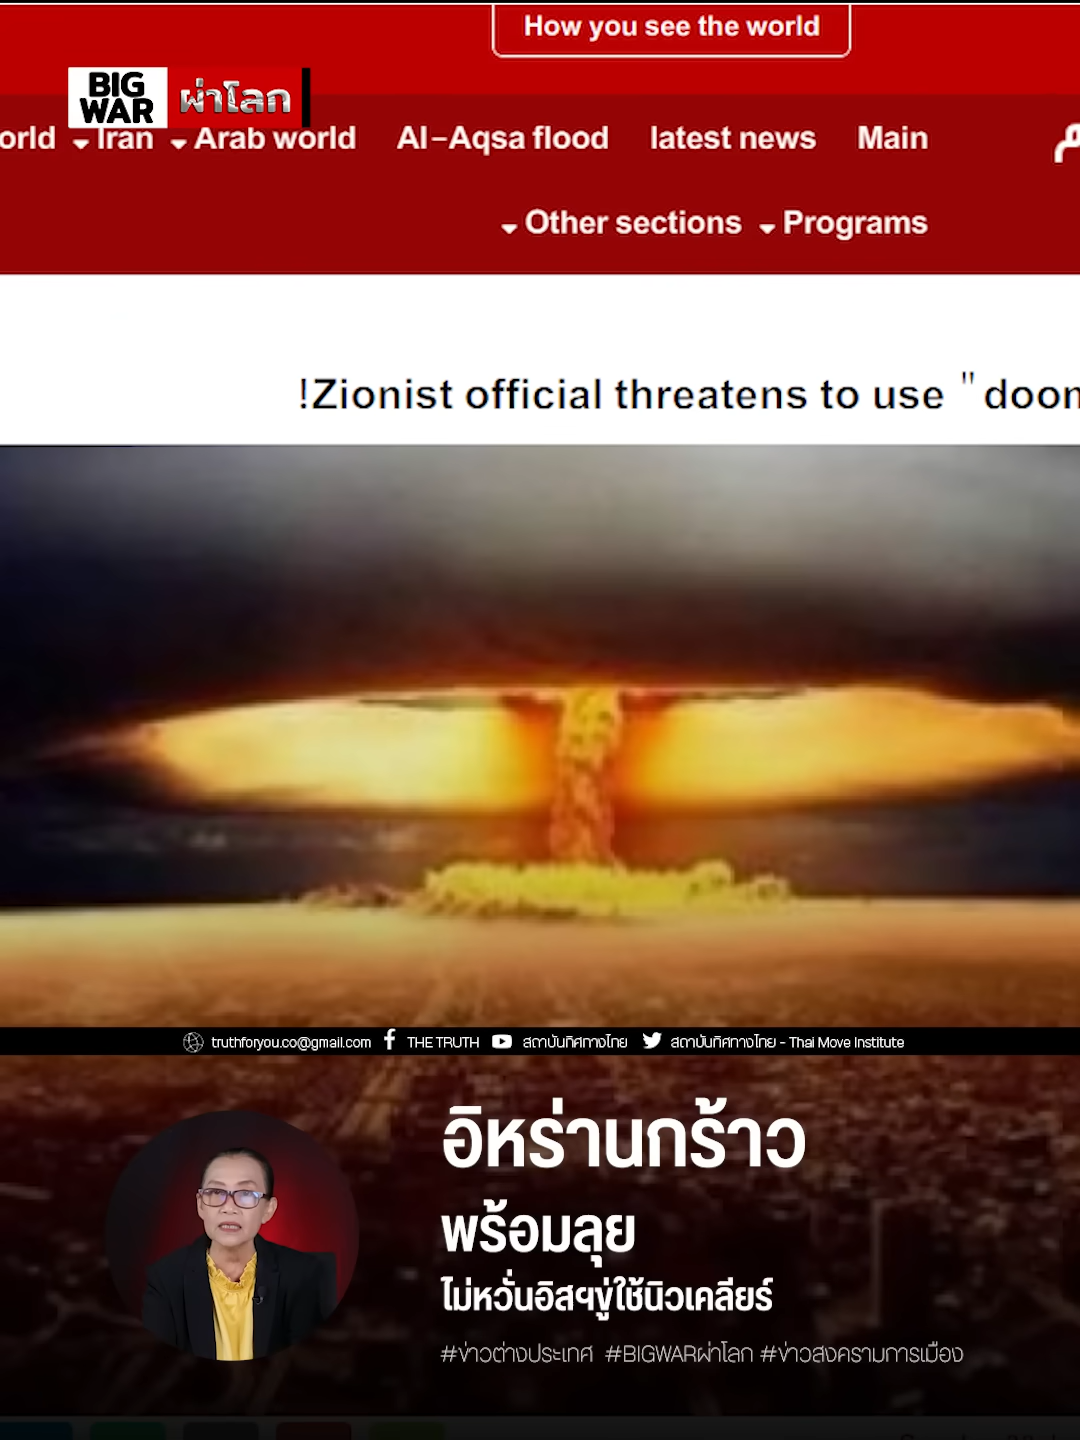 How you see the world
BIG
WAR
ผ่าโลก
orld Iran Arab world Al-Aqsa flood latest news Main
Other sections Programs
!Zionist official threatens to use "doon
truthforyou.co@gmail.com THE TRUTH สถาบันทิศทางไทย สถาบันทิศทางไทย - Thai Move Institute
อิหร่านกร้าว
พร้อมลุย
ไม่หวั่นอิสฯขู่ใช้นิวเคลียร์
#ข่าวต่างประเทศ #BIGWARผ่าโลก #ข่าวสงครามการเมือง